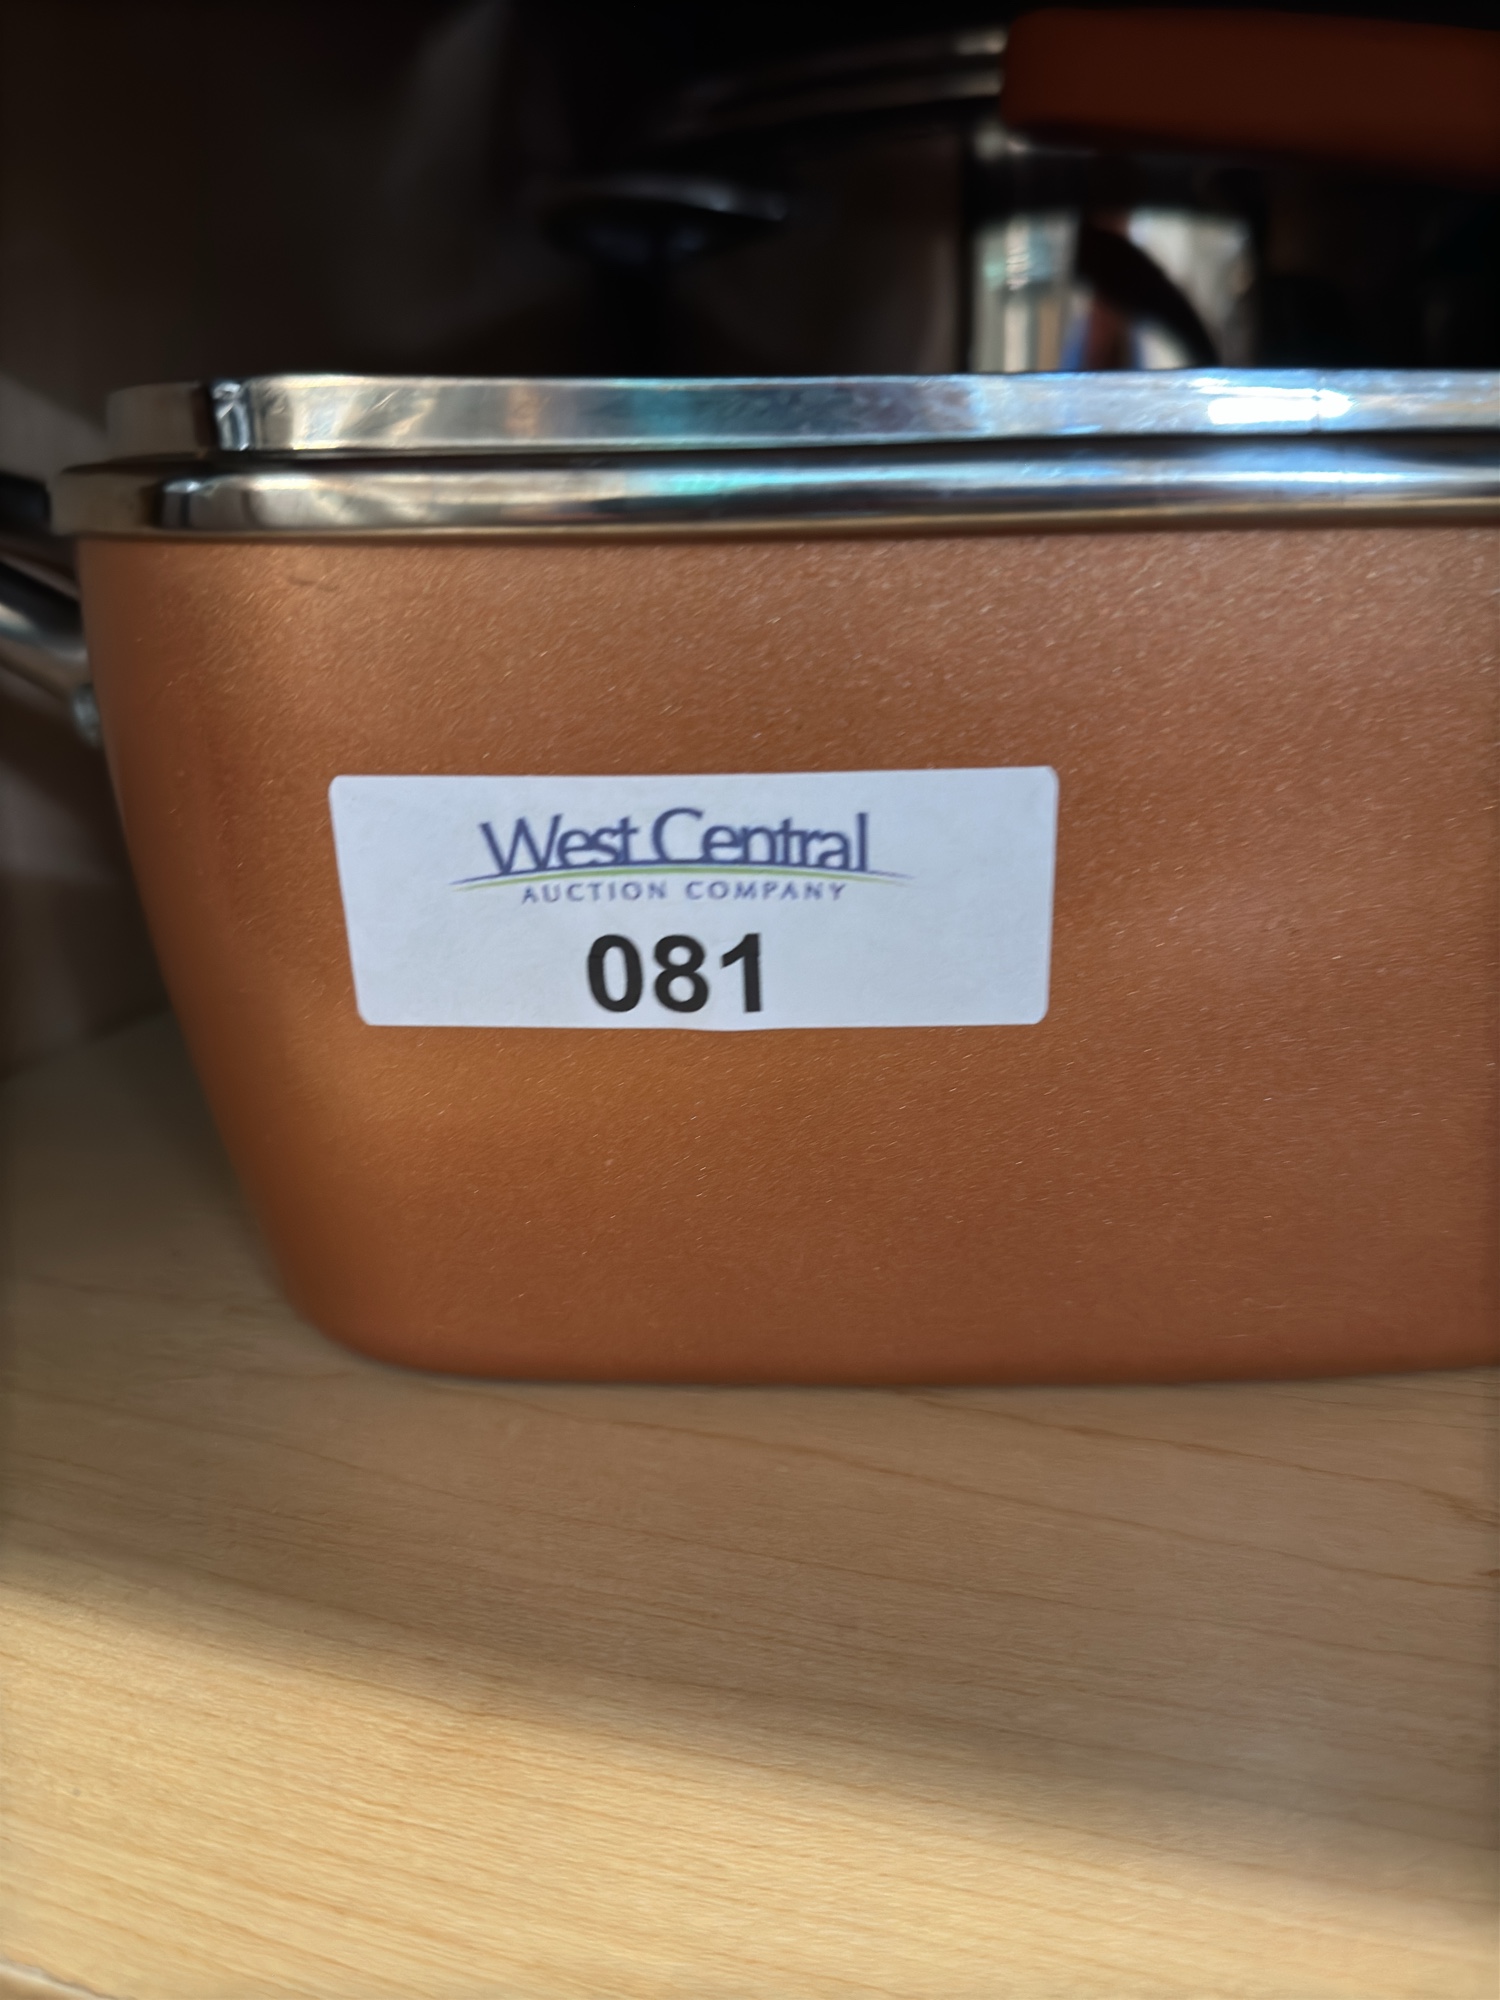 West Central
AUCTION COMPANY
081